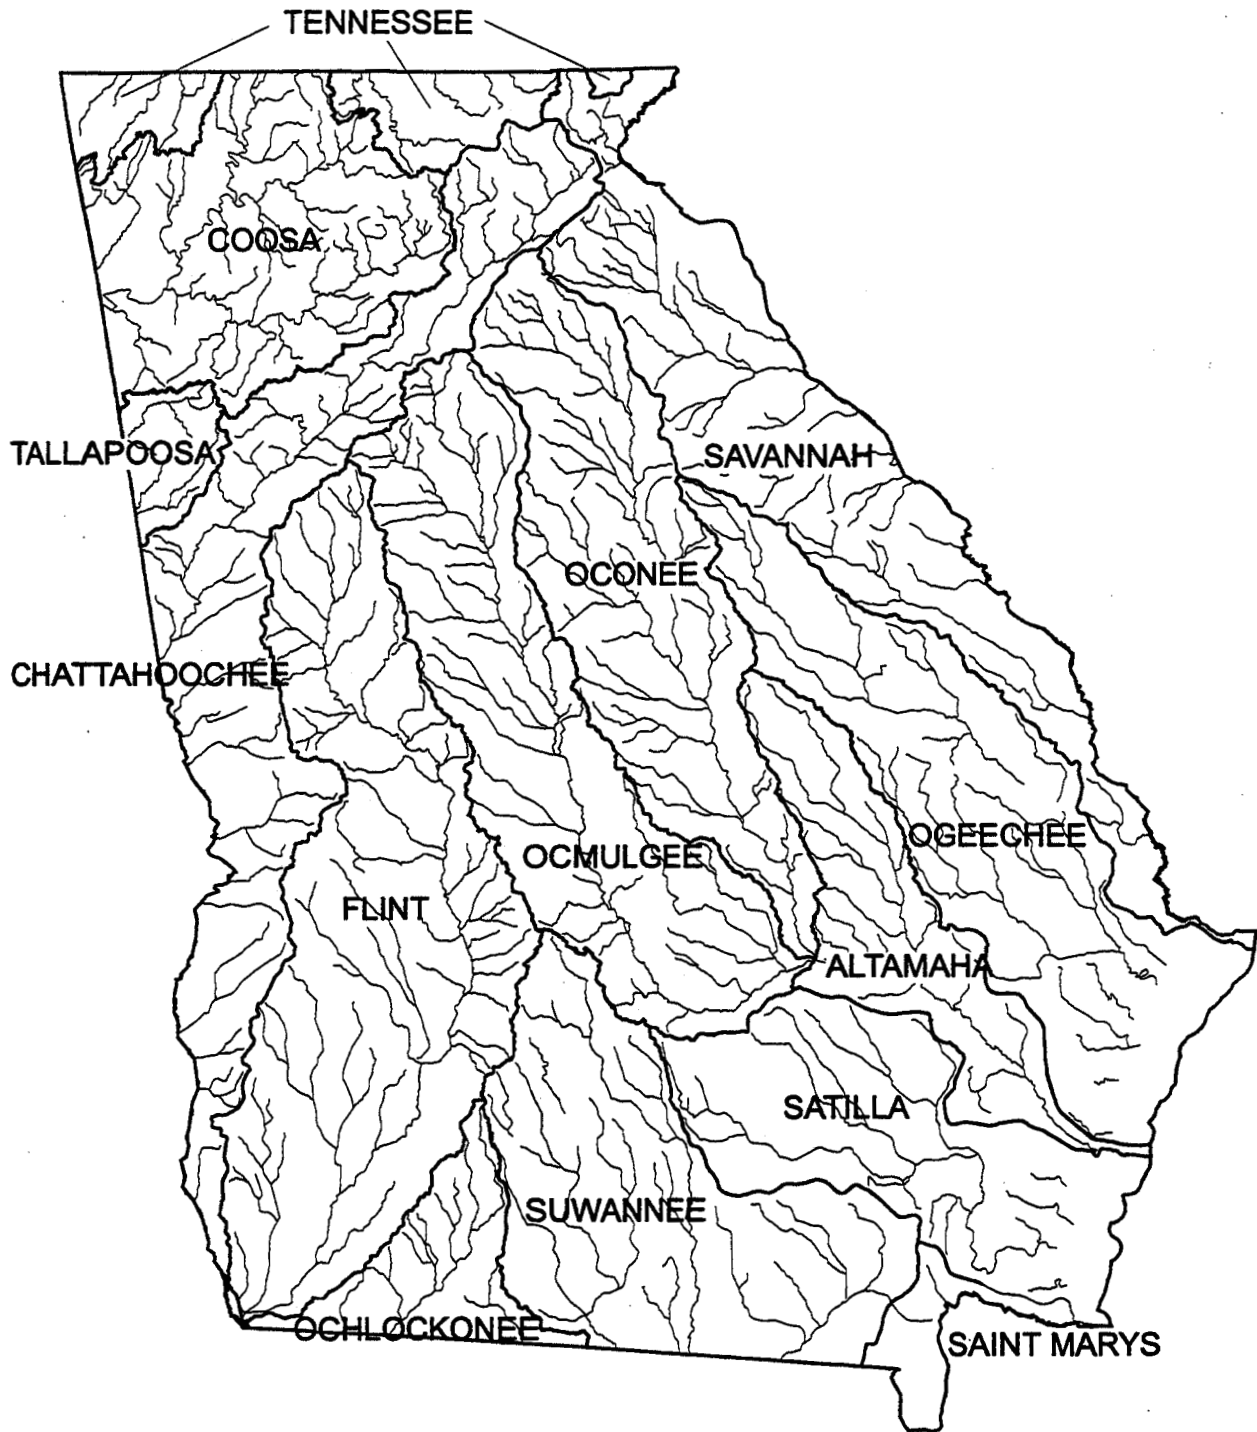 TENNESSEE
COOSA
TALLAPOOSA
SAVANNAH
OCONEE
CHATTAHOOCHEE
OGEECHEE
OCMULGEE
FLINT
ALTAMAHA
SATILLA
SUWANNEE
OCHLOCKONEE
SAINT MARYS